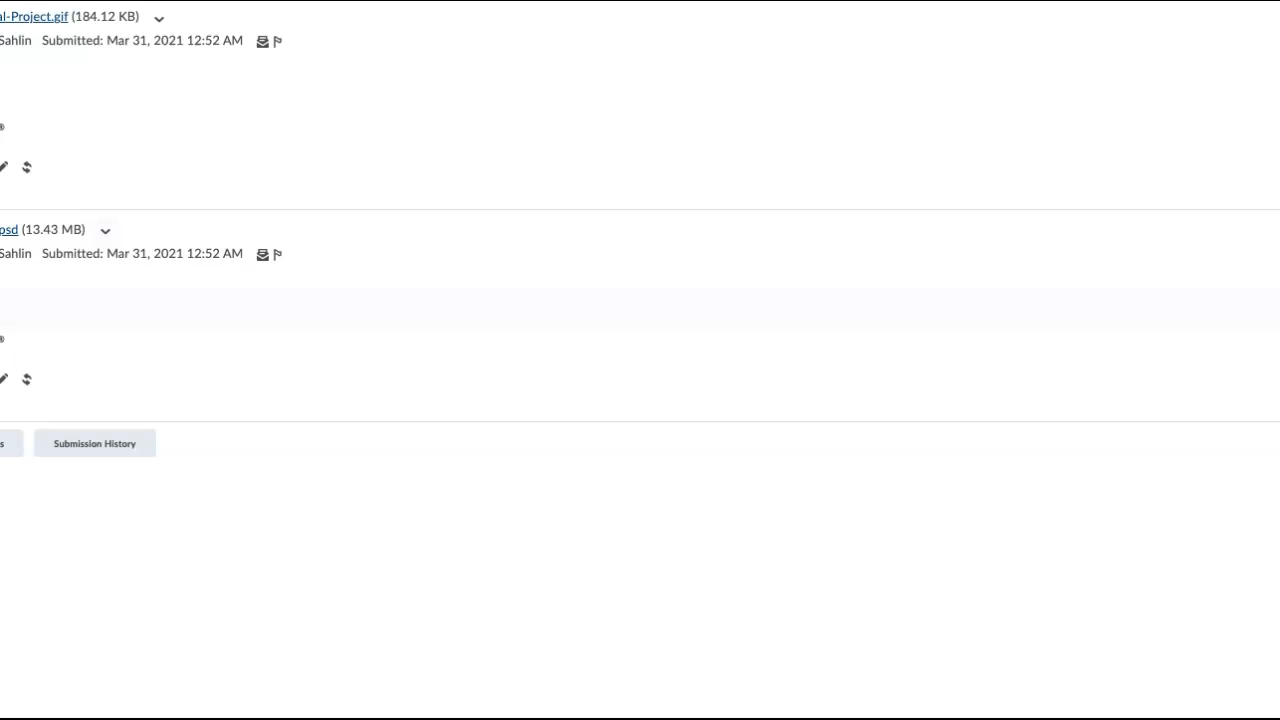 al-Project.gif (184.12 KB)
Sahlin Submitted: Mar 31, 2021 12:52 AM
psd (13.43 MB)
Sahlin Submitted: Mar 31, 2021 12:52 AM
s Submission History